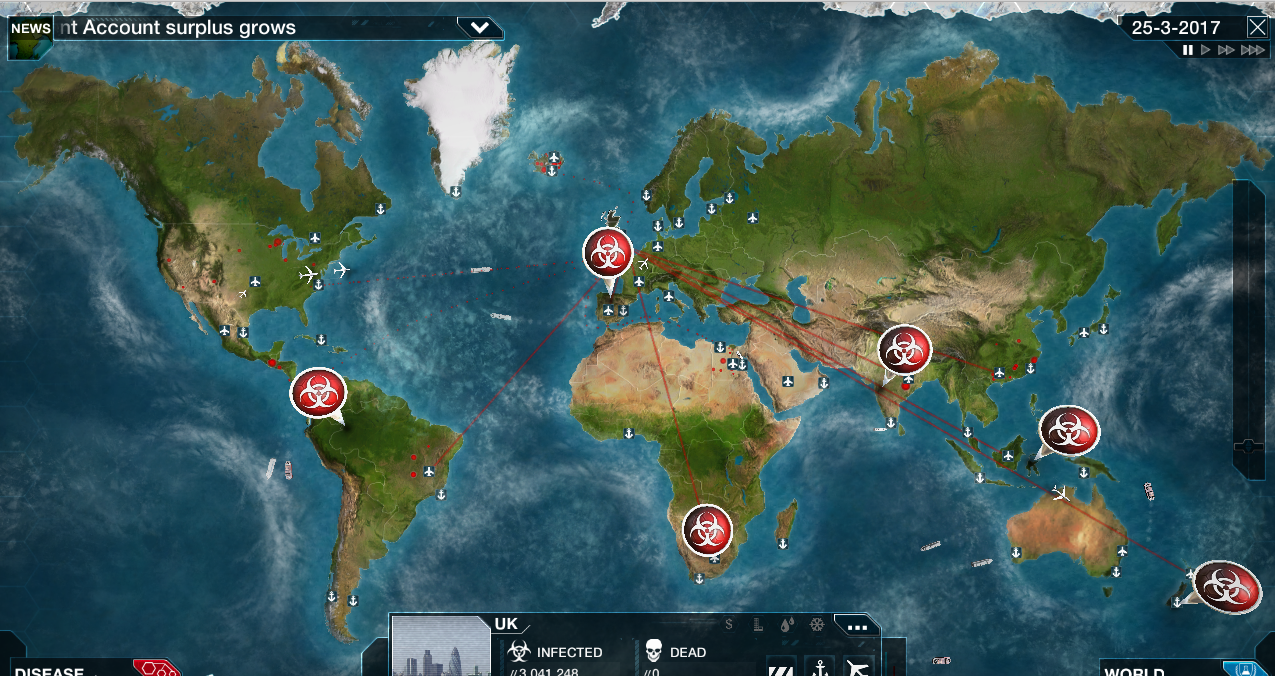 NEWS nt Account surplus grows
25-3-2017
UK
INFECTED
DEAD
3 041 248
0
DISEASE
WORLD